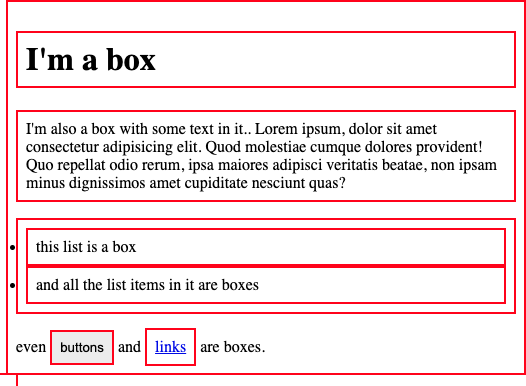 I'm a box
I'm also a box with some text in it.. Lorem ipsum, dolor sit amet
consectetur adipisicing elit. Quod molestiae cumque dolores provident!
Quo repellat odio rerum, ipsa maiores adipisci veritatis beatae, non ipsam
minus dignissimos amet cupiditate nesciunt quas?
this list is a box
and all the list items in it are boxes
even buttons and links are boxes.